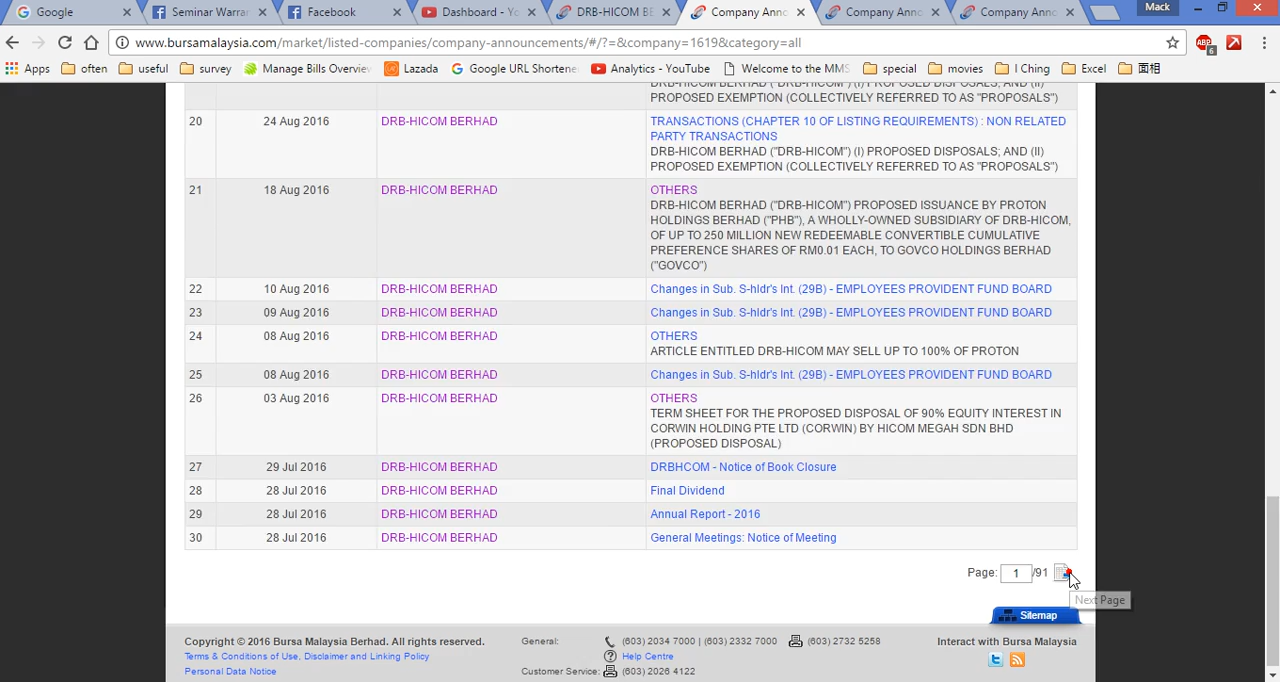 Google
Seminar Warra
Facebook
Dashboard - Yo
DRB-HICOM BE
Company Anno
Company Anno
Company Anno
Mack
www.bursamalaysia.com/market/listed-companies/company-announcements/#/?=&company=1619&category=all
ABP
6
Apps
often
useful
survey
Manage Bills Overvie
Lazada
Google URL Shortene
Analytics - YouTube
Welcome to the MMS
special
movies
I Ching
Excel
面相
DRB-HICOM BERHAD ("DRB-HICOM") (I) PROPOSED DISPOSALS; AND (II)
PROPOSED EXEMPTION (COLLECTIVELY REFERRED TO AS "PROPOSALS")
20 24 Aug 2016 DRB-HICOM BERHAD TRANSACTIONS (CHAPTER 10 OF LISTING REQUIREMENTS) : NON RELATED
PARTY TRANSACTIONS
DRB-HICOM BERHAD ("DRB-HICOM") (I) PROPOSED DISPOSALS; AND (II)
PROPOSED EXEMPTION (COLLECTIVELY REFERRED TO AS "PROPOSALS")
21 18 Aug 2016 DRB-HICOM BERHAD OTHERS
DRB-HICOM BERHAD ("DRB-HICOM") PROPOSED ISSUANCE BY PROTON
HOLDINGS BERHAD ("PHB"), A WHOLLY-OWNED SUBSIDIARY OF DRB-HICOM,
OF UP TO 250 MILLION NEW REDEEMABLE CONVERTIBLE CUMULATIVE
PREFERENCE SHARES OF RM0.01 EACH, TO GOVCO HOLDINGS BERHAD
("GOVCO")
22 10 Aug 2016 DRB-HICOM BERHAD Changes in Sub. S-hldr's Int. (29B) - EMPLOYEES PROVIDENT FUND BOARD
23 09 Aug 2016 DRB-HICOM BERHAD Changes in Sub. S-hldr's Int. (29B) - EMPLOYEES PROVIDENT FUND BOARD
24 08 Aug 2016 DRB-HICOM BERHAD OTHERS
ARTICLE ENTITLED DRB-HICOM MAY SELL UP TO 100% OF PROTON
25 08 Aug 2016 DRB-HICOM BERHAD Changes in Sub. S-hldr's Int. (29B) - EMPLOYEES PROVIDENT FUND BOARD
26 03 Aug 2016 DRB-HICOM BERHAD OTHERS
TERM SHEET FOR THE PROPOSED DISPOSAL OF 90% EQUITY INTEREST IN
CORWIN HOLDING PTE LTD (CORWIN) BY HICOM MEGAH SDN BHD
(PROPOSED DISPOSAL)
27 29 Jul 2016 DRB-HICOM BERHAD DRBHCOM - Notice of Book Closure
28 28 Jul 2016 DRB-HICOM BERHAD Final Dividend
29 28 Jul 2016 DRB-HICOM BERHAD Annual Report - 2016
30 28 Jul 2016 DRB-HICOM BERHAD General Meetings: Notice of Meeting
Page: 1 /91
Next Page
Sitemap
Copyright © 2016 Bursa Malaysia Berhad. All rights reserved.
Terms & Conditions of Use, Disclaimer and Linking Policy
Personal Data Notice
General: (603) 2034 7000 | (603) 2332 7000 (603) 2732 5258
Help Centre
Customer Service: (603) 2026 4122
Interact with Bursa Malaysia